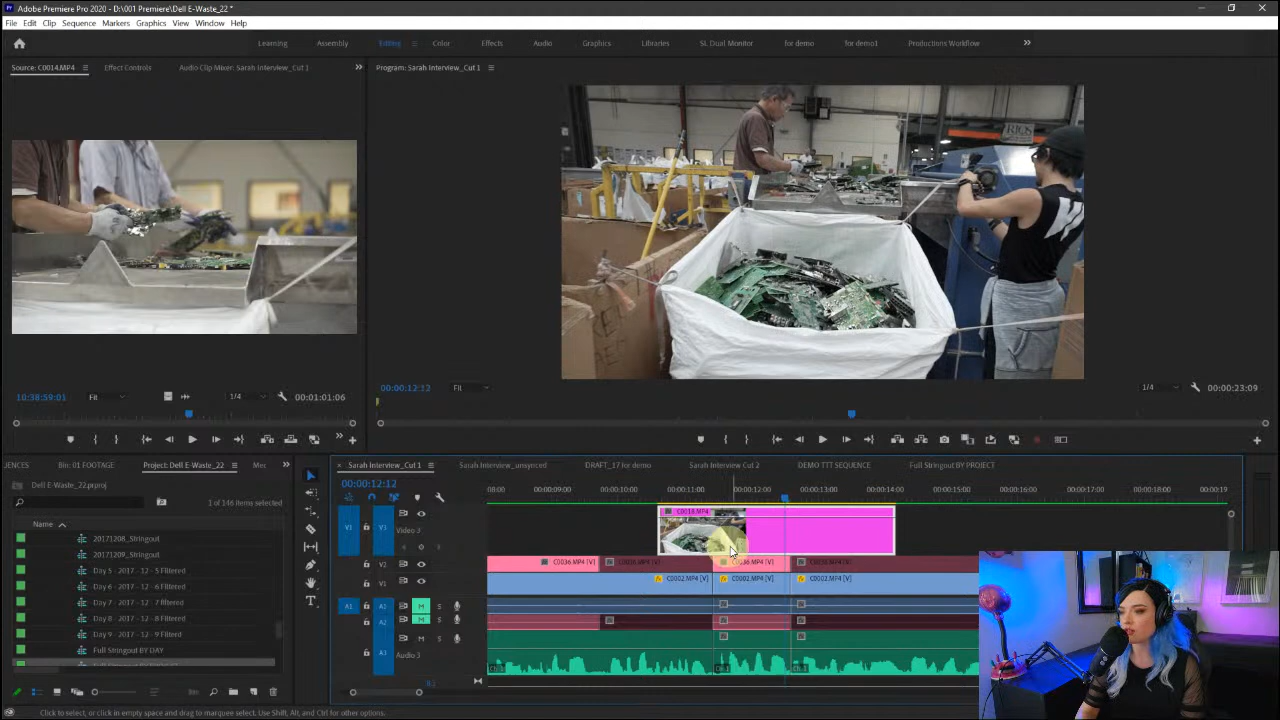 Adobe Premiere Pro 2020 - D:\001 Premiere\Dell E-Waste_22 *
File Edit Clip Sequence Markers Graphics View Window Help
Learning Assembly Editing Color Effects Audio Graphics Libraries SL Dual Monitor for demo for demo1 Productions Workflow
Source: C0014.MP4 Effect Controls Audio Clip Mixer: Sarah Interview_Cut 1
Program: Sarah Interview_Cut 1
10:38:59:01 Fit 1/4 00:01:01:06
00:00:12:12 Fit 1/4 00:00:23:09
ENCES Bin: 01 FOOTAGE Project: Dell E-Waste_22 Me
Dell E-Waste_22.prproj
1 of 146 items selected
Name
20171208_Stringout
20171209_Stringout
Day 5 - 2017 - 12 - 5 Filtered
Day 6 - 2017 - 12 - 6 Filtered
Day 7 - 2017 - 12 - 7 filtered
Day 8 - 2017 - 12 - 8 Filtered
Day 9 - 2017 - 12 - 9 Filterd
Full Stringout BY DAY
Sarah Interview_Cut 1 Sarah Interview_unsynced DRAFT_17 for demo Sarah Interview Cut 2 DEMO TTT SEQUENCE Full Stringout BY PROJECT
00:00:12:12
08:00 00:00:09:00 00:00:10:00 00:00:11:00 00:00:12:00 00:00:13:00 00:00:14:00 00:00:15:00 00:00:16:00 00:00:17:00 00:00:18:00 00:00:19
V3 V3 Video 3
C0018.MP4
V2 C0036.MP4 [V] C0036.MP4 [V]
V1 C0002.MP4 [V] C0002.MP4 [V] C0002.MP4 [V]
A1 A1 M S
A2 M S
A3 Audio 3 M S
Click to select, or click in empty space and drag to marquee select. Use Shift, Alt, and Ctrl for other options.